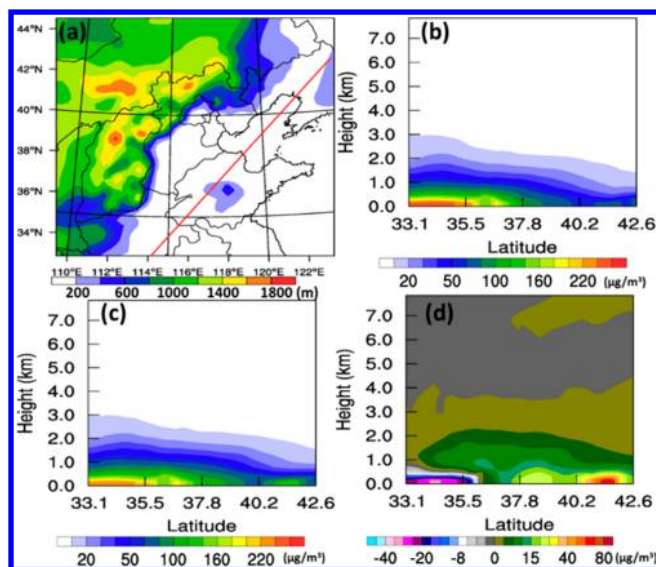 (a)
44°N
42°N
40°N
38°N
36°N
34°N
110°E 112°E 114°E 116°E 118°E 120°E 122°E
200 600 1000 1400 1800 (m)
(b)
Height (km)
7.0
6.0
5.0
4.0
3.0
2.0
1.0
0.0
33.1 35.5 37.8 40.2 42.6
Latitude
20 50 100 160 220 (μg/m³)
(c)
Height (km)
7.0
6.0
5.0
4.0
3.0
2.0
1.0
0.0
33.1 35.5 37.8 40.2 42.6
Latitude
20 50 100 160 220 (μg/m³)
(d)
Height (km)
7.0
6.0
5.0
4.0
3.0
2.0
1.0
0.0
33.1 35.5 37.8 40.2 42.6
Latitude
-40 -20 -8 0 15 40 80 (μg/m³)